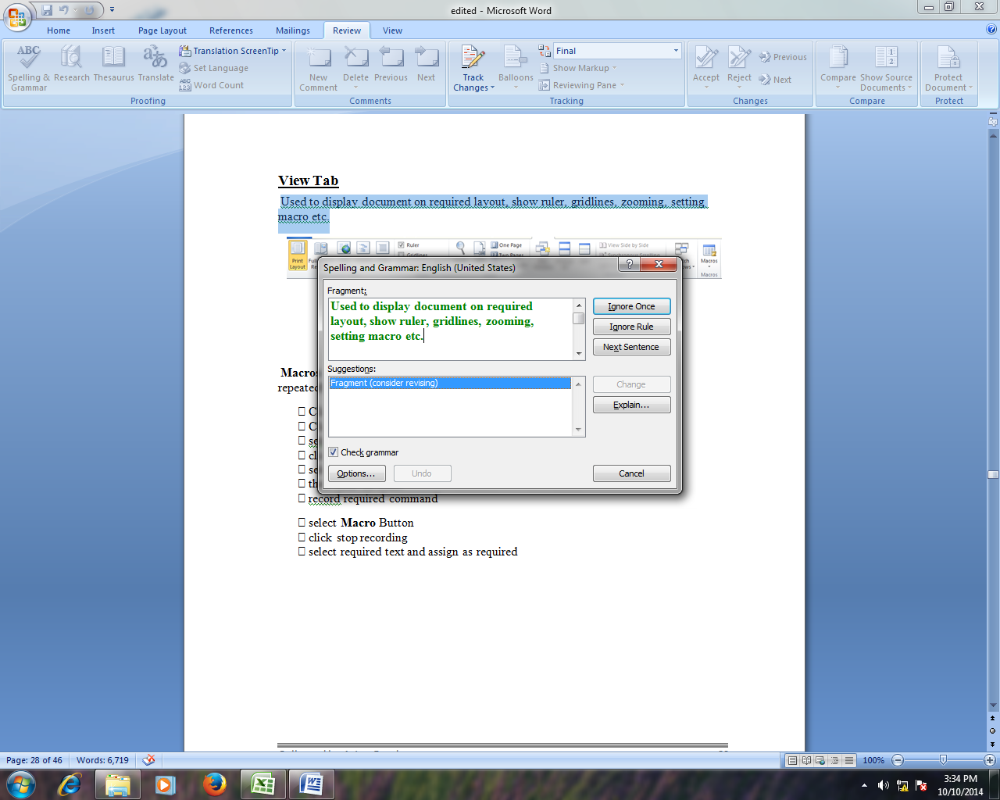 edited - Microsoft Word
Home Insert Page Layout References Mailings Review View
ABC Translation ScreenTip
Set Language
ABC 123 Word Count
Spelling & Grammar Research Thesaurus Translate
Proofing
New Comment Delete Previous Next
Comments
Track Changes Balloons
Final
Show Markup
Reviewing Pane
Tracking
Accept Reject
Previous
Next
Changes
Compare Show Source Documents
Compare
Protect Document
Protect
View Tab
Used to display document on required layout, show ruler, gridlines, zooming, setting
macro etc.
Print Layout
Ruler
Gridlines
One Page
Two Pages
View Side by Side
Synchronous Scrolling
Macros
Macros
Spelling and Grammar: English (United States)
Fragment:
Used to display document on required
layout, show ruler, gridlines, zooming,
setting macro etc.
Ignore Once
Ignore Rule
Next Sentence
Suggestions:
Fragment (consider revising)
Change
Explain...
Check grammar
Options... Undo Cancel
Macros
repeated
record required command
select Macro Button
click stop recording
select required text and assign as required
Page: 28 of 46 Words: 6,719 100%
3:34 PM
10/10/2014